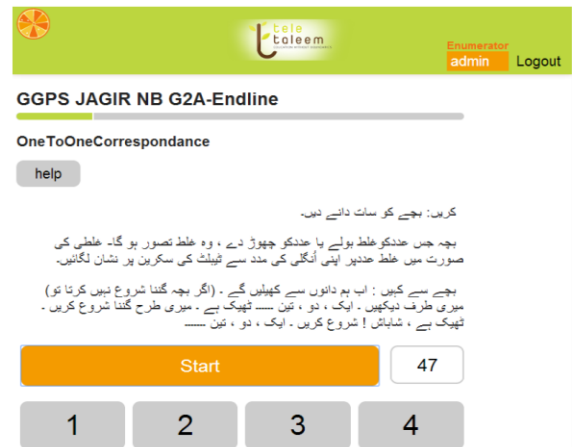 tele
taleem
Enumerator
admin Logout
GGPS JAGIR NB G2A-Endline
OneToOneCorrespondance
help
کریں: بچے کو سات دانے دیں۔
بچہ جس عددکو غلط بولے یا عددکو چھوڑ دے ، وہ غلط تصور ہو گا۔ غلطی کی
صورت میں غلط عددپر اپنی اُنگلی کی مدد سے ٹیبلٹ کی سکرین پر نشان لگائیں۔
بچے سے کہیں : اب ہم دانوں سے کھیلیں گے ۔ (اگر بچہ گننا شروع نہیں کرتا تو)
میری طرف دیکھیں ۔ ایک ، دو ، تین ...... ٹھیک ہے ۔ میری طرح گننا شروع کریں ۔
ٹھیک ہے ، شاباش ! شروع کریں ۔ ایک ، دو ، تین .......
Start 47
1 2 3 4